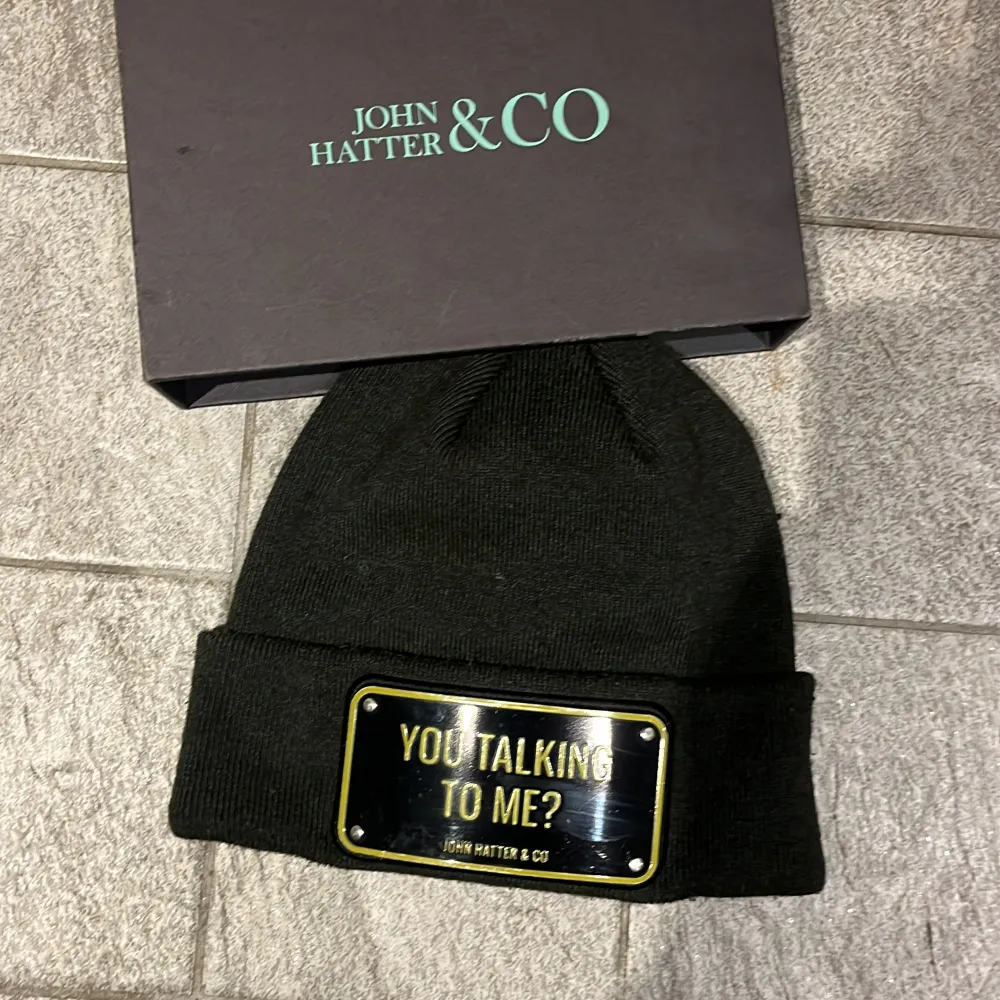 JOHN
HATTER &CO
YOU TALKING
TO ME?
JOHN HATTER & CO